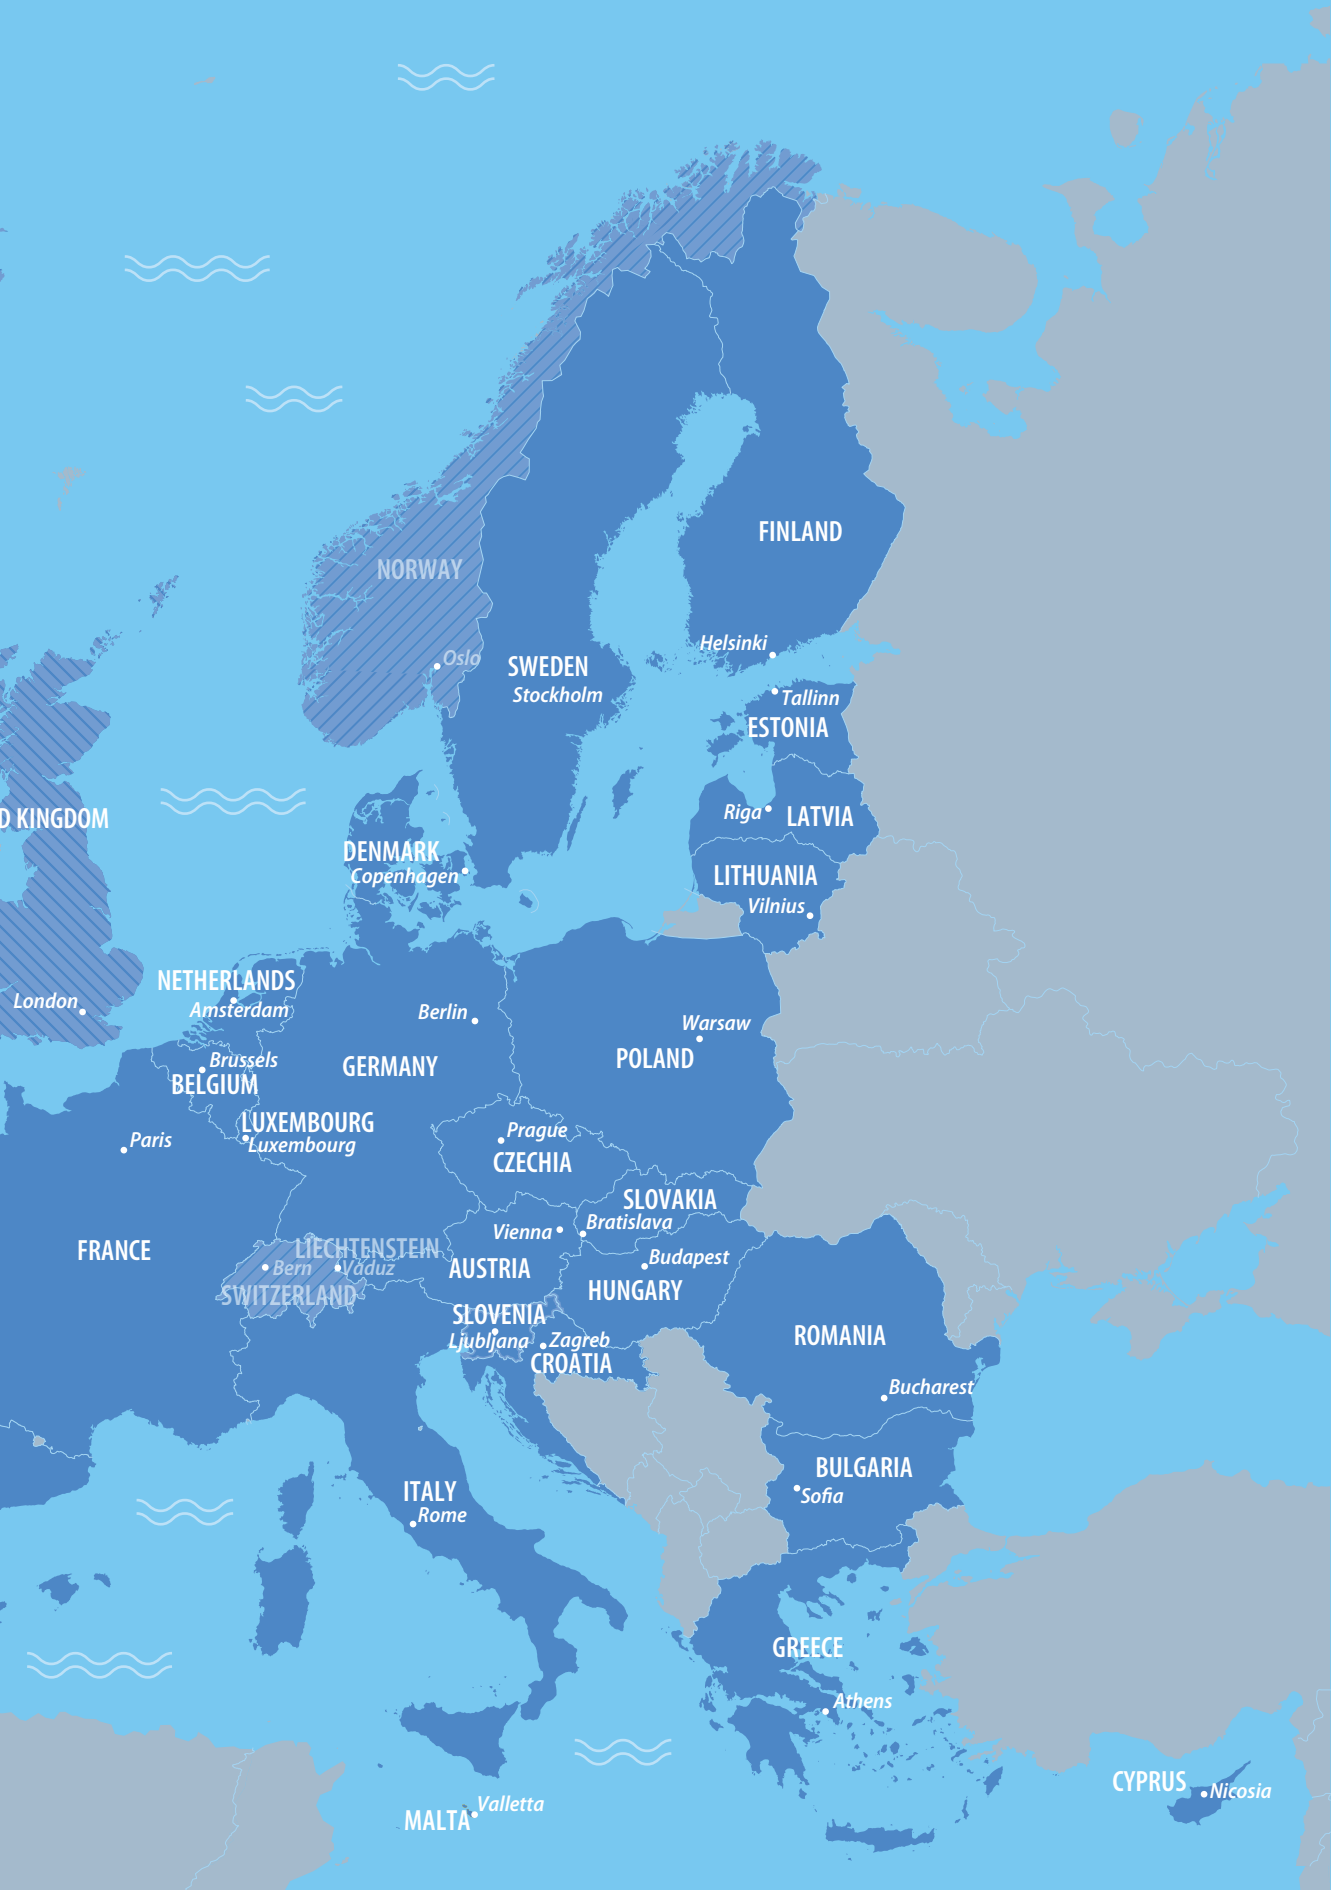 FINLAND
NORWAY
Helsinki
Oslo
SWEDEN
Stockholm
Tallinn
ESTONIA
Riga
LATVIA
D KINGDOM
DENMARK
Copenhagen
LITHUANIA
Vilnius
NETHERLANDS
Amsterdam
London
Berlin
Warsaw
POLAND
Brussels
BELGIUM
GERMANY
LUXEMBOURG
Luxembourg
Paris
Prague
CZECHIA
SLOVAKIA
Bratislava
Vienna
FRANCE
LIECHTENSTEIN
Bern
Vaduz
SWITZERLAND
AUSTRIA
Budapest
HUNGARY
SLOVENIA
Ljubljana
Zagreb
CROATIA
ROMANIA
Bucharest
BULGARIA
Sofia
ITALY
Rome
GREECE
Athens
CYPRUS
Nicosia
Valletta
MALTA